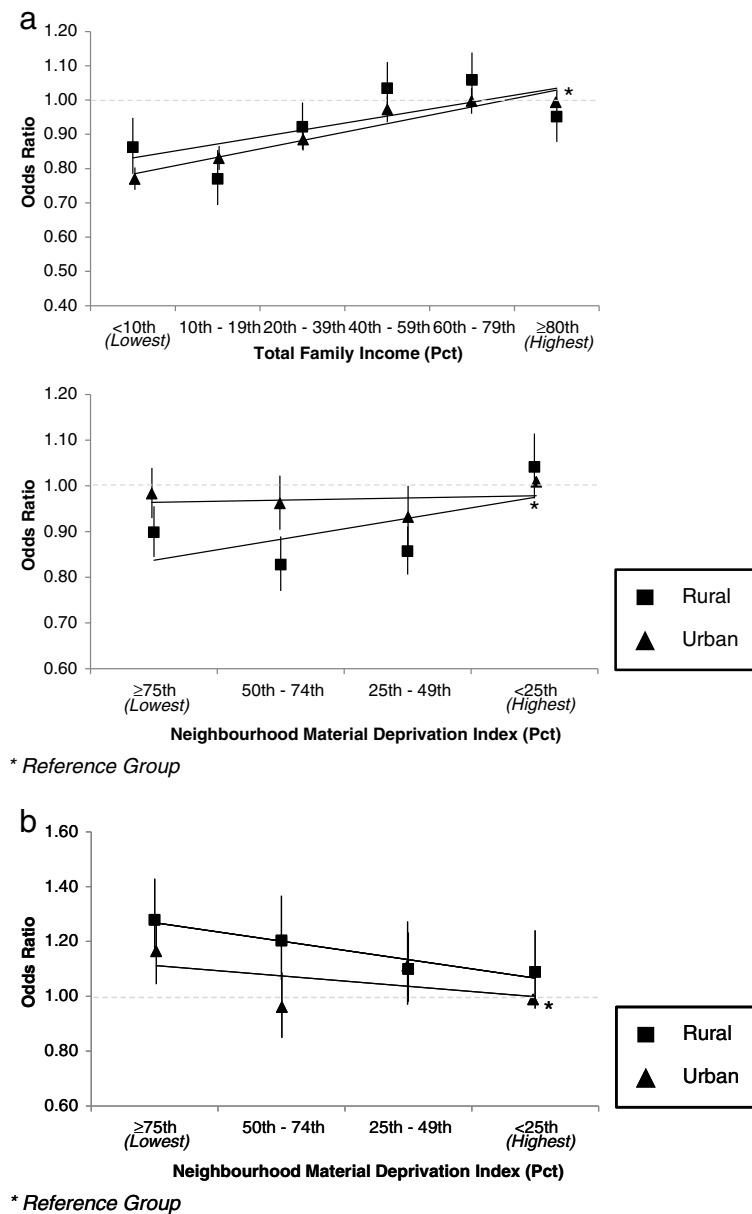 a
1.20
1.10
1.00
0.90
0.80
0.70
0.60
0.50
0.40
Odds Ratio
*
<10th 10th - 19th 20th - 39th 40th - 59th 60th - 79th ≥80th
(Lowest) (Highest)
Total Family Income (Pct)
1.20
1.10
1.00
0.90
0.80
0.70
0.60
Odds Ratio
*
≥75th 50th - 74th 25th - 49th <25th
(Lowest) (Highest)
Neighbourhood Material Deprivation Index (Pct)
Rural
Urban
* Reference Group
b
1.60
1.40
1.20
1.00
0.80
0.60
Odds Ratio
*
≥75th 50th - 74th 25th - 49th <25th
(Lowest) (Highest)
Neighbourhood Material Deprivation Index (Pct)
Rural
Urban
* Reference Group